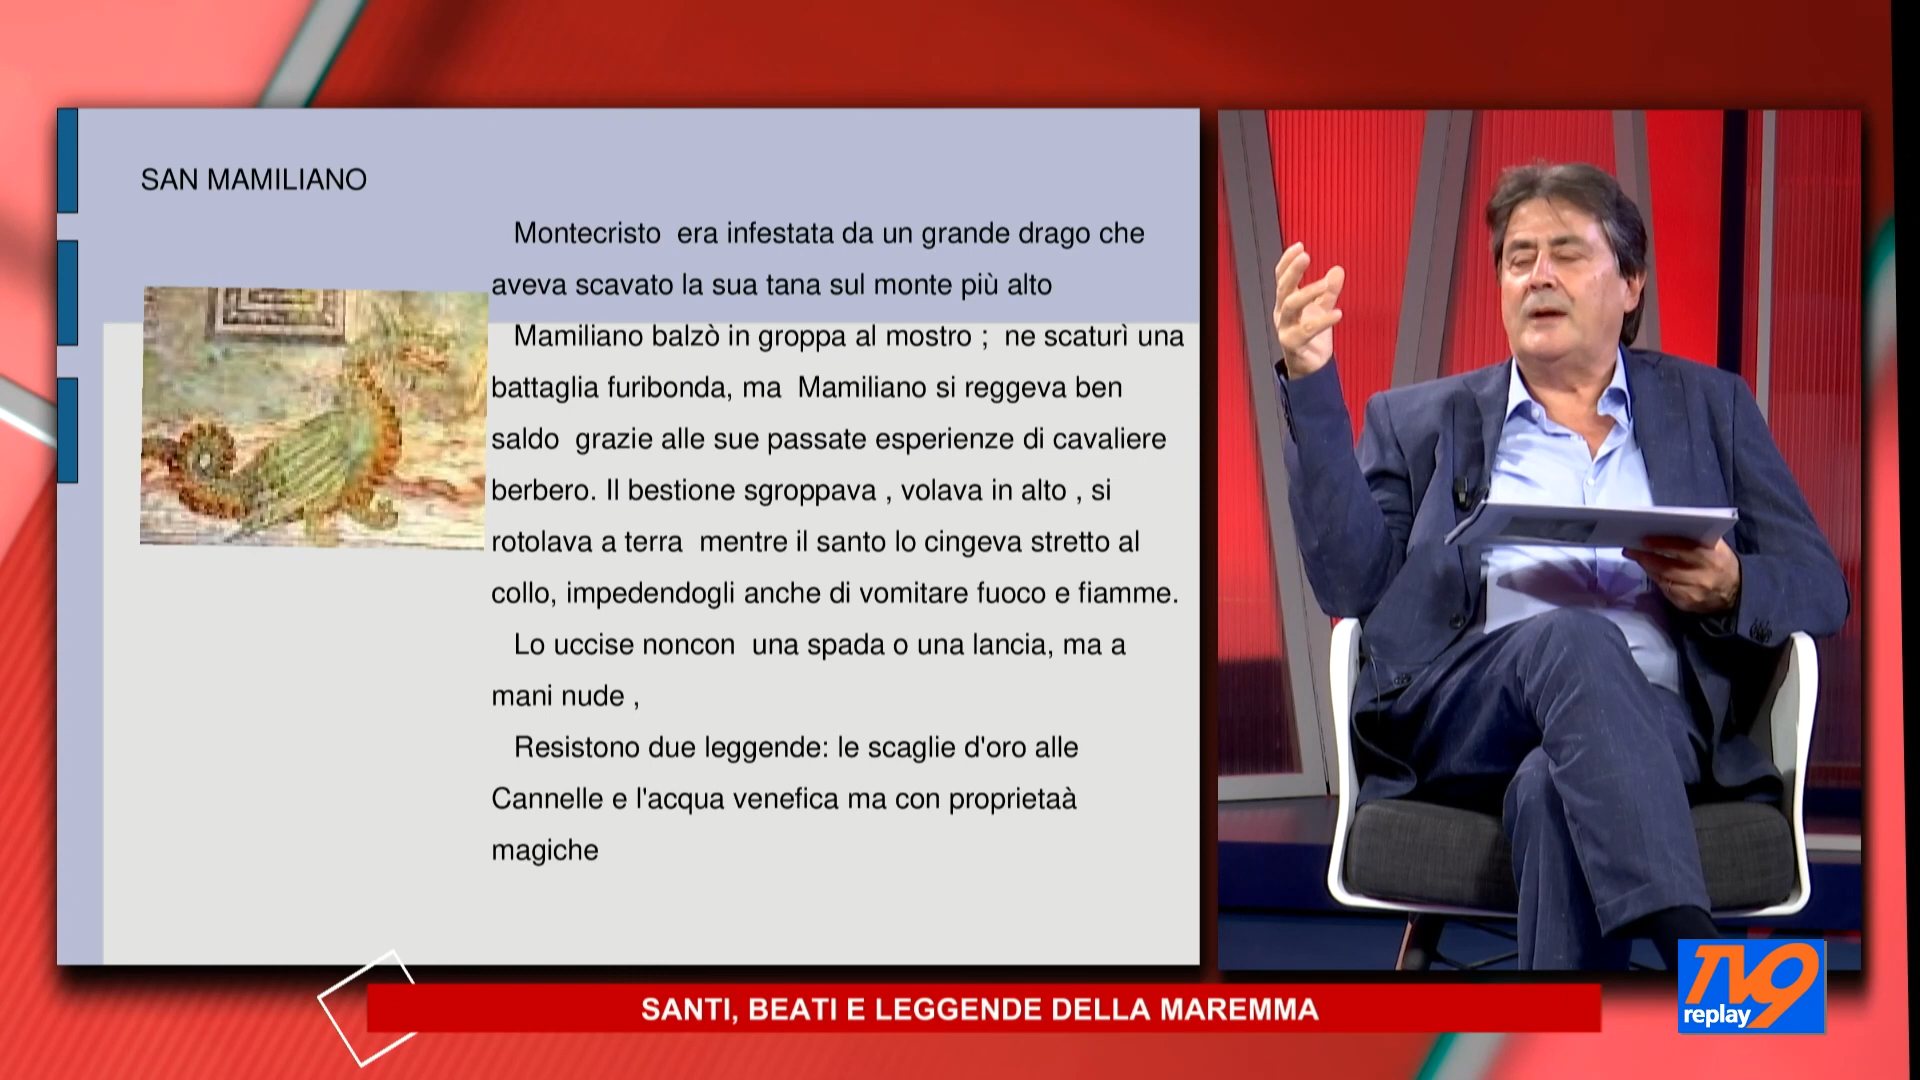 SAN MAMILIANO
Montecristo era infestata da un grande drago che
aveva scavato la sua tana sul monte più alto
Mamiliano balzò in groppa al mostro ; ne scaturì una
battaglia furibonda, ma Mamiliano si reggeva ben
saldo grazie alle sue passate esperienze di cavaliere
berbero. Il bestione sgroppava , volava in alto , si
rotolava a terra mentre il santo lo cingeva stretto al
collo, impedendogli anche di vomitare fuoco e fiamme.
Lo uccise noncon una spada o una lancia, ma a
mani nude ,
Resistono due leggende: le scaglie d'oro alle
Cannelle e l'acqua venefica ma con proprietaà
magiche
SANTI, BEATI E LEGGENDE DELLA MAREMMA
TV9
replay